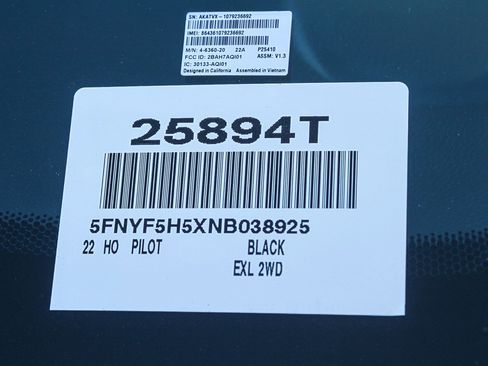 SN: AKATVX-1079236692
IMEI: 864361079236692
M/N: 4-6360-20 22A P25410
FCC ID: 2BAH7AQI01 ASSM: V1.3
IC: 30133-AQI01
Designed in California Assembled in Vietnam
25894T
5FNYF5H5XNB038925
22 HO PILOT BLACK
EXL 2WD